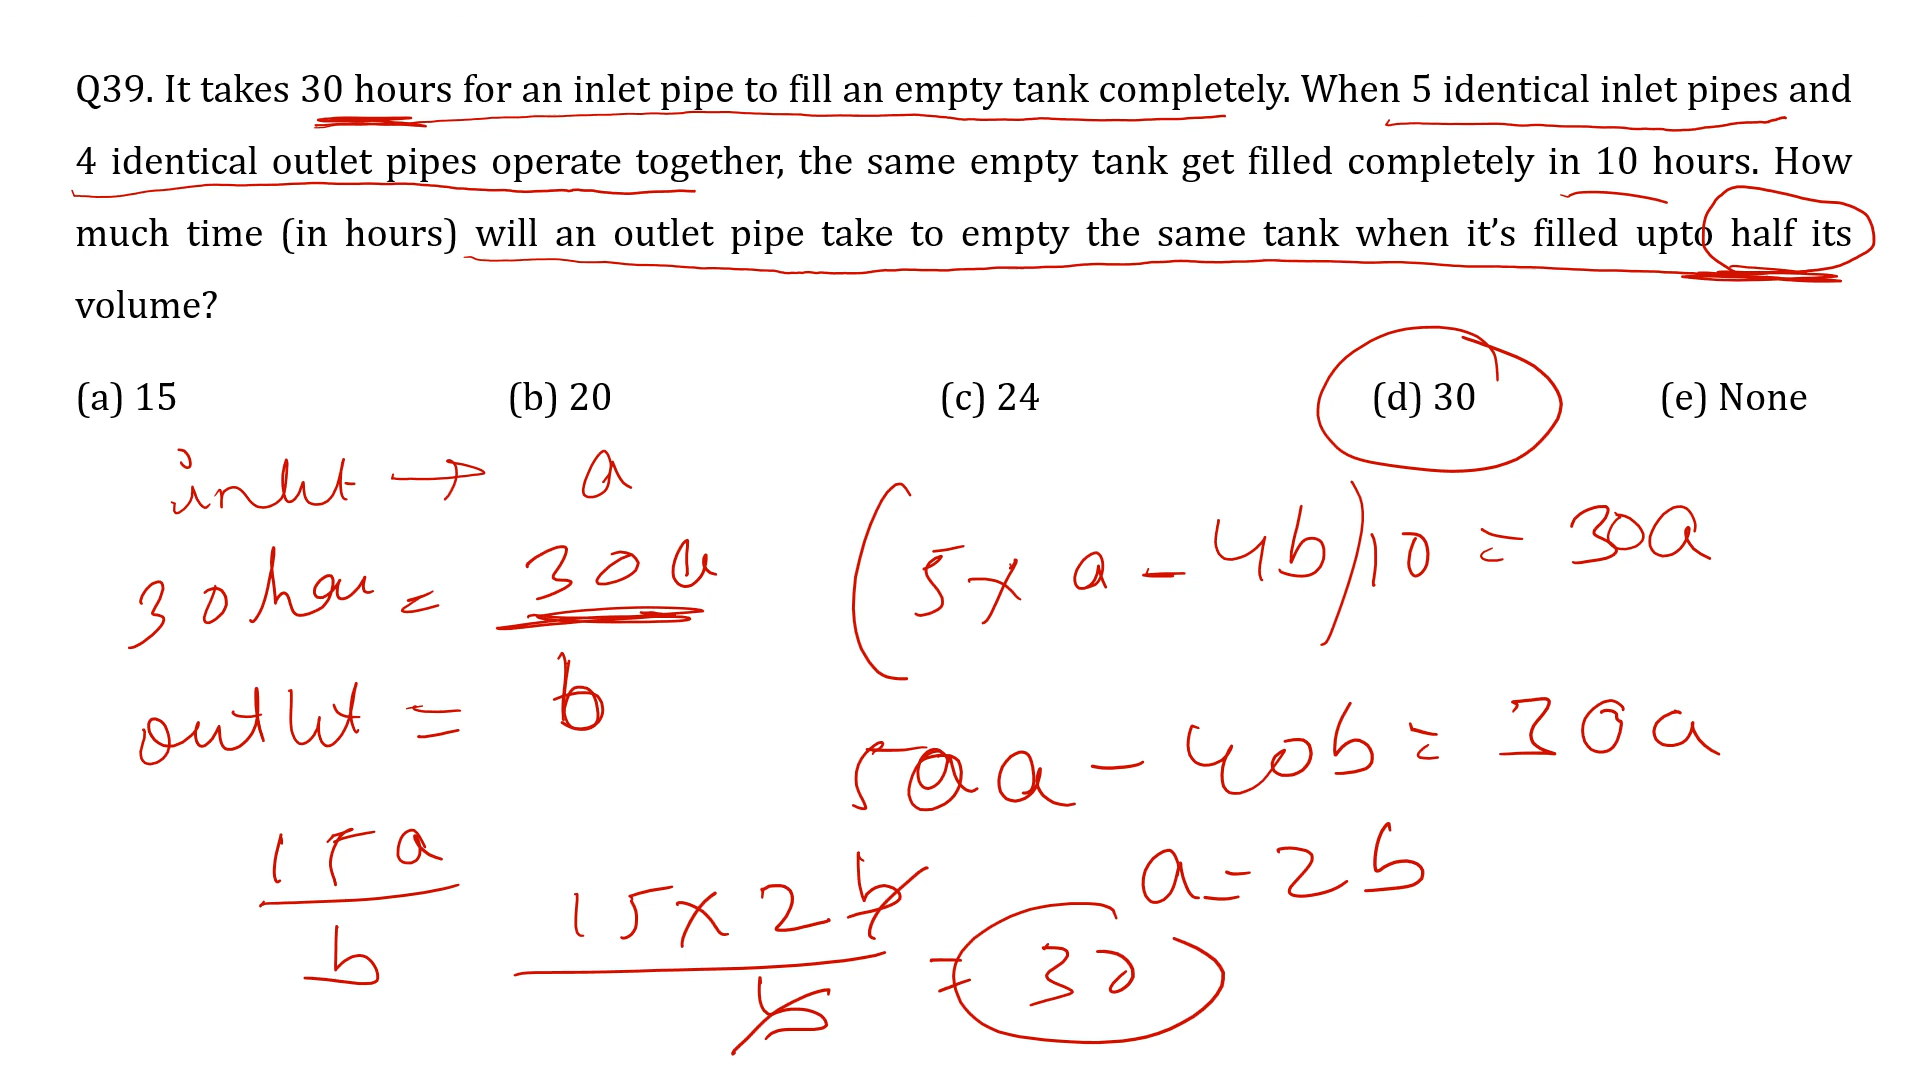 Q39. It takes 30 hours for an inlet pipe to fill an empty tank completely. When 5 identical inlet pipes and
4 identical outlet pipes operate together, the same empty tank get filled completely in 10 hours. How
much time (in hours) will an outlet pipe take to empty the same tank when it’s filled upto half its
volume?
(a) 15 (b) 20 (c) 24 (d) 30 (e) None
inlet → a
(5 x a - 4b) 10 = 30a
30 hou = 30 a
outlet = b
50a - 40b = 30a
a = 2b
15a / b
15 x 2b / b = 30